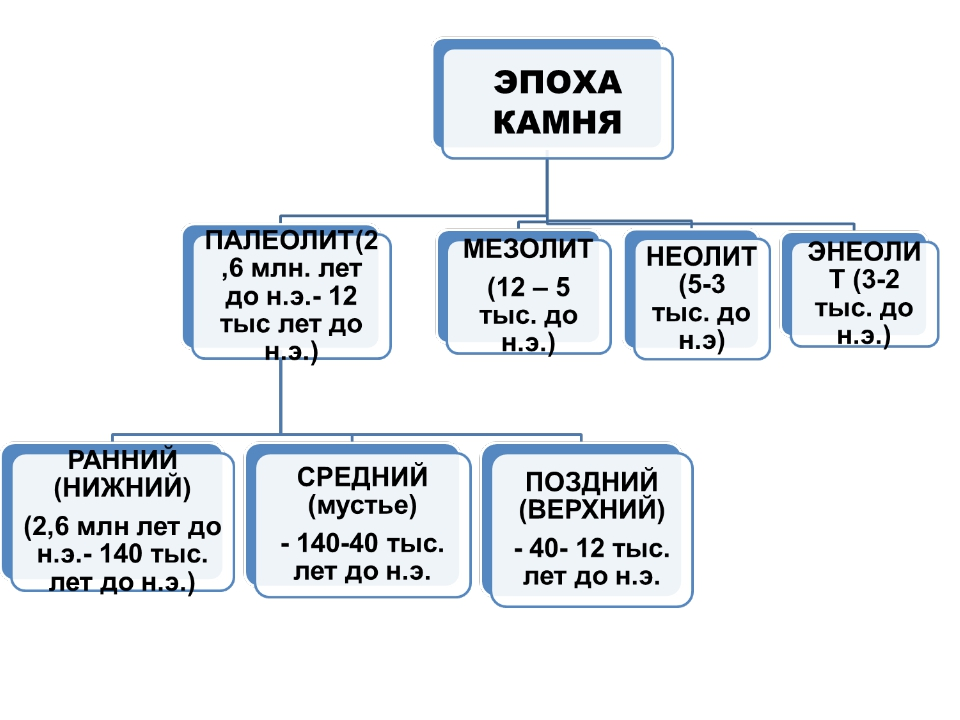 ЭПОХА
КАМНЯ
ПАЛЕОЛИТ(2
,6 млн. лет
до н.э.- 12
тыс лет до
н.э.)
МЕЗОЛИТ
(12 – 5
тыс. до
н.э.)
НЕОЛИТ
(5-3
тыс. до
н.э)
ЭНЕОЛИ
Т (3-2
тыс. до
н.э.)
РАННИЙ
(НИЖНИЙ)
(2,6 млн лет до
н.э.- 140 тыс.
лет до н.э.)
СРЕДНИЙ
(мустье)
- 140-40 тыс.
лет до н.э.
ПОЗДНИЙ
(ВЕРХНИЙ)
- 40- 12 тыс.
лет до н.э.